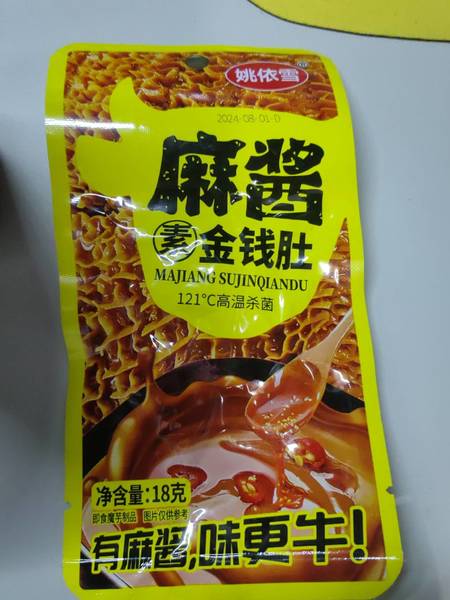 姚依雪
2024-08-01-D
麻酱
素金钱肚
MAJIANG SUJINQIANDU
121°C高温杀菌
净含量:18克
即食魔芋制品 图片仅供参考
有麻酱,味更牛!